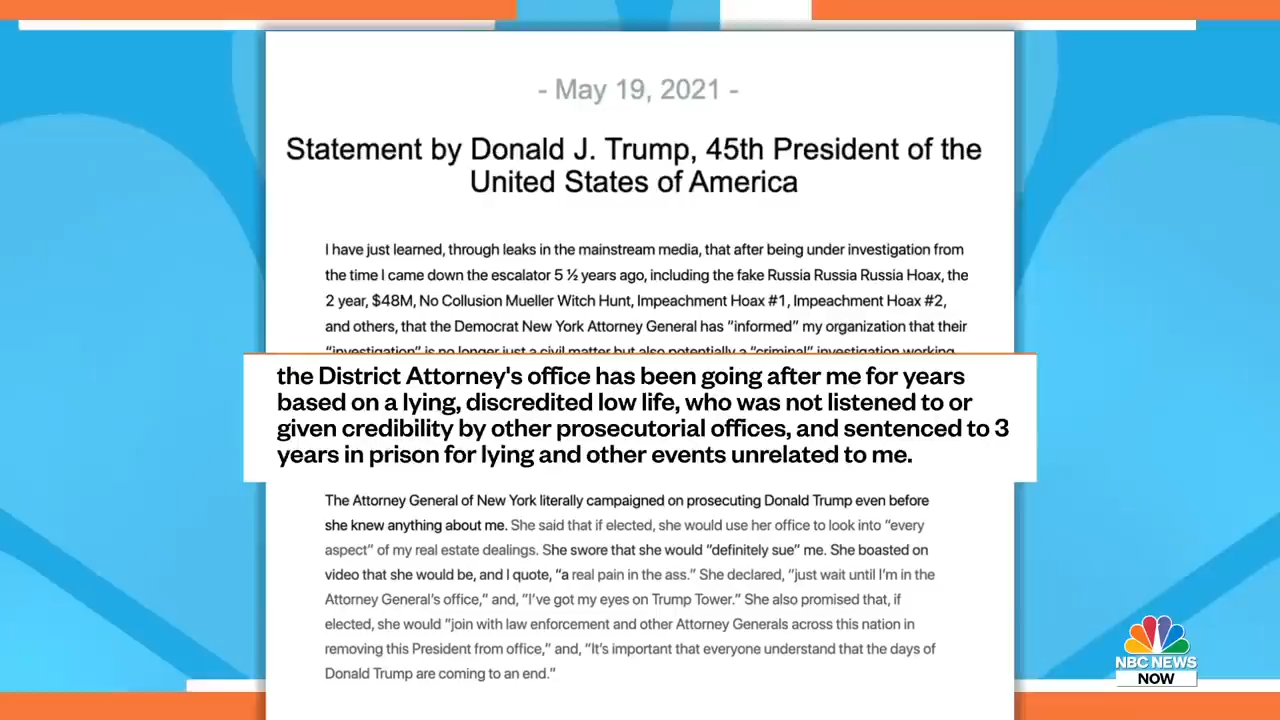 - May 19, 2021 -
Statement by Donald J. Trump, 45th President of the
United States of America
I have just learned, through leaks in the mainstream media, that after being under investigation from
the time I came down the escalator 5 ½ years ago, including the fake Russia Russia Russia Hoax, the
2 year, $48M, No Collusion Mueller Witch Hunt, Impeachment Hoax #1, Impeachment Hoax #2,
and others, that the Democrat New York Attorney General has “informed” my organization that their
“investigation” is no longer just a civil matter but also potentially a “criminal” investigation working
the District Attorney's office has been going after me for years
based on a lying, discredited low life, who was not listened to or
given credibility by other prosecutorial offices, and sentenced to 3
years in prison for lying and other events unrelated to me.
The Attorney General of New York literally campaigned on prosecuting Donald Trump even before
she knew anything about me. She said that if elected, she would use her office to look into “every
aspect” of my real estate dealings. She swore that she would “definitely sue” me. She boasted on
video that she would be, and I quote, “a real pain in the ass.” She declared, “just wait until I’m in the
Attorney General’s office,” and, “I’ve got my eyes on Trump Tower.” She also promised that, if
elected, she would “join with law enforcement and other Attorney Generals across this nation in
removing this President from office,” and, “It’s important that everyone understand that the days of
Donald Trump are coming to an end.”
NBC NEWS
NOW